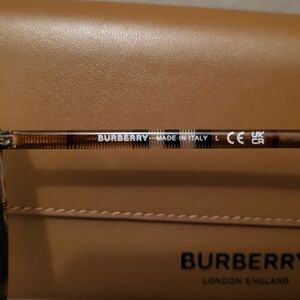 BURBERRY MADE IN ITALY L CE UK CA
BURBERRY
LONDON ENGLAND